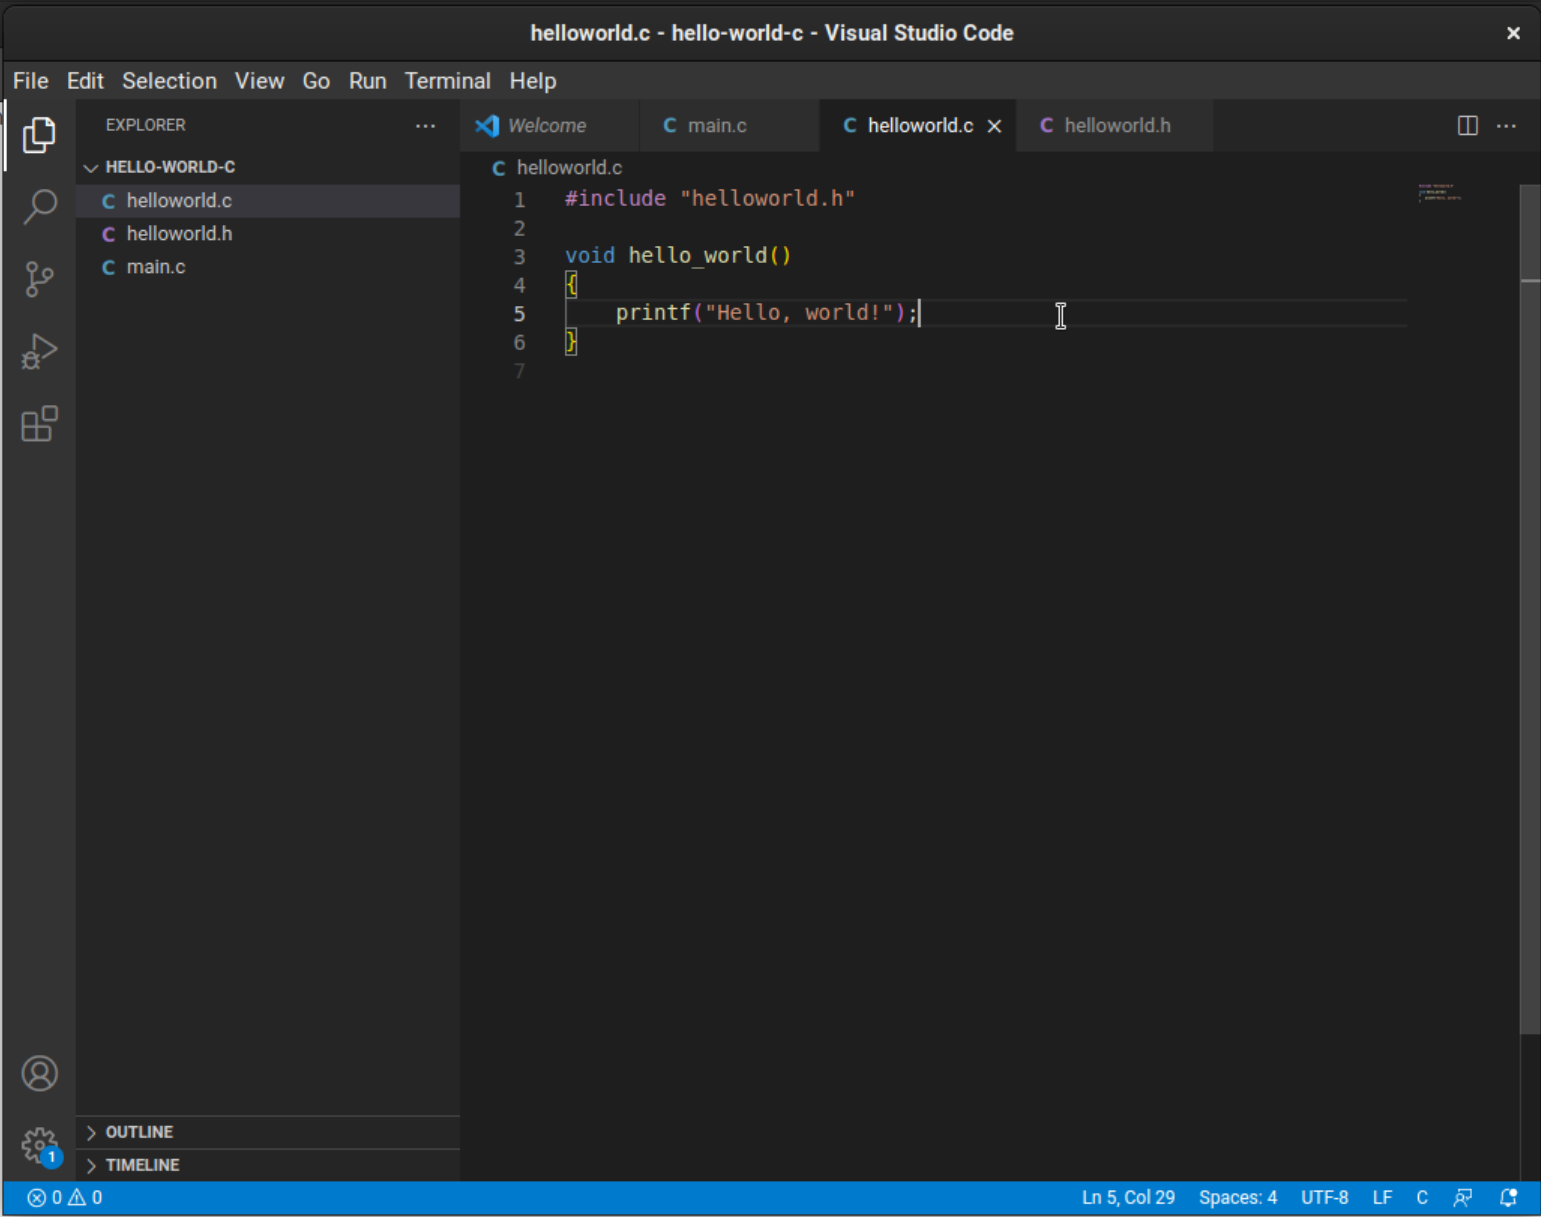 helloworld.c - hello-world-c - Visual Studio Code
File Edit Selection View Go Run Terminal Help
EXPLORER
HELLO-WORLD-C
C helloworld.c
C helloworld.h
C main.c
OUTLINE
TIMELINE
Welcome C main.c C helloworld.c C helloworld.h
C helloworld.c
1 #include "helloworld.h"
2
3 void hello_world()
4 {
5 printf("Hello, world!");
6 }
7
1
0 0 Ln 5, Col 29 Spaces: 4 UTF-8 LF C